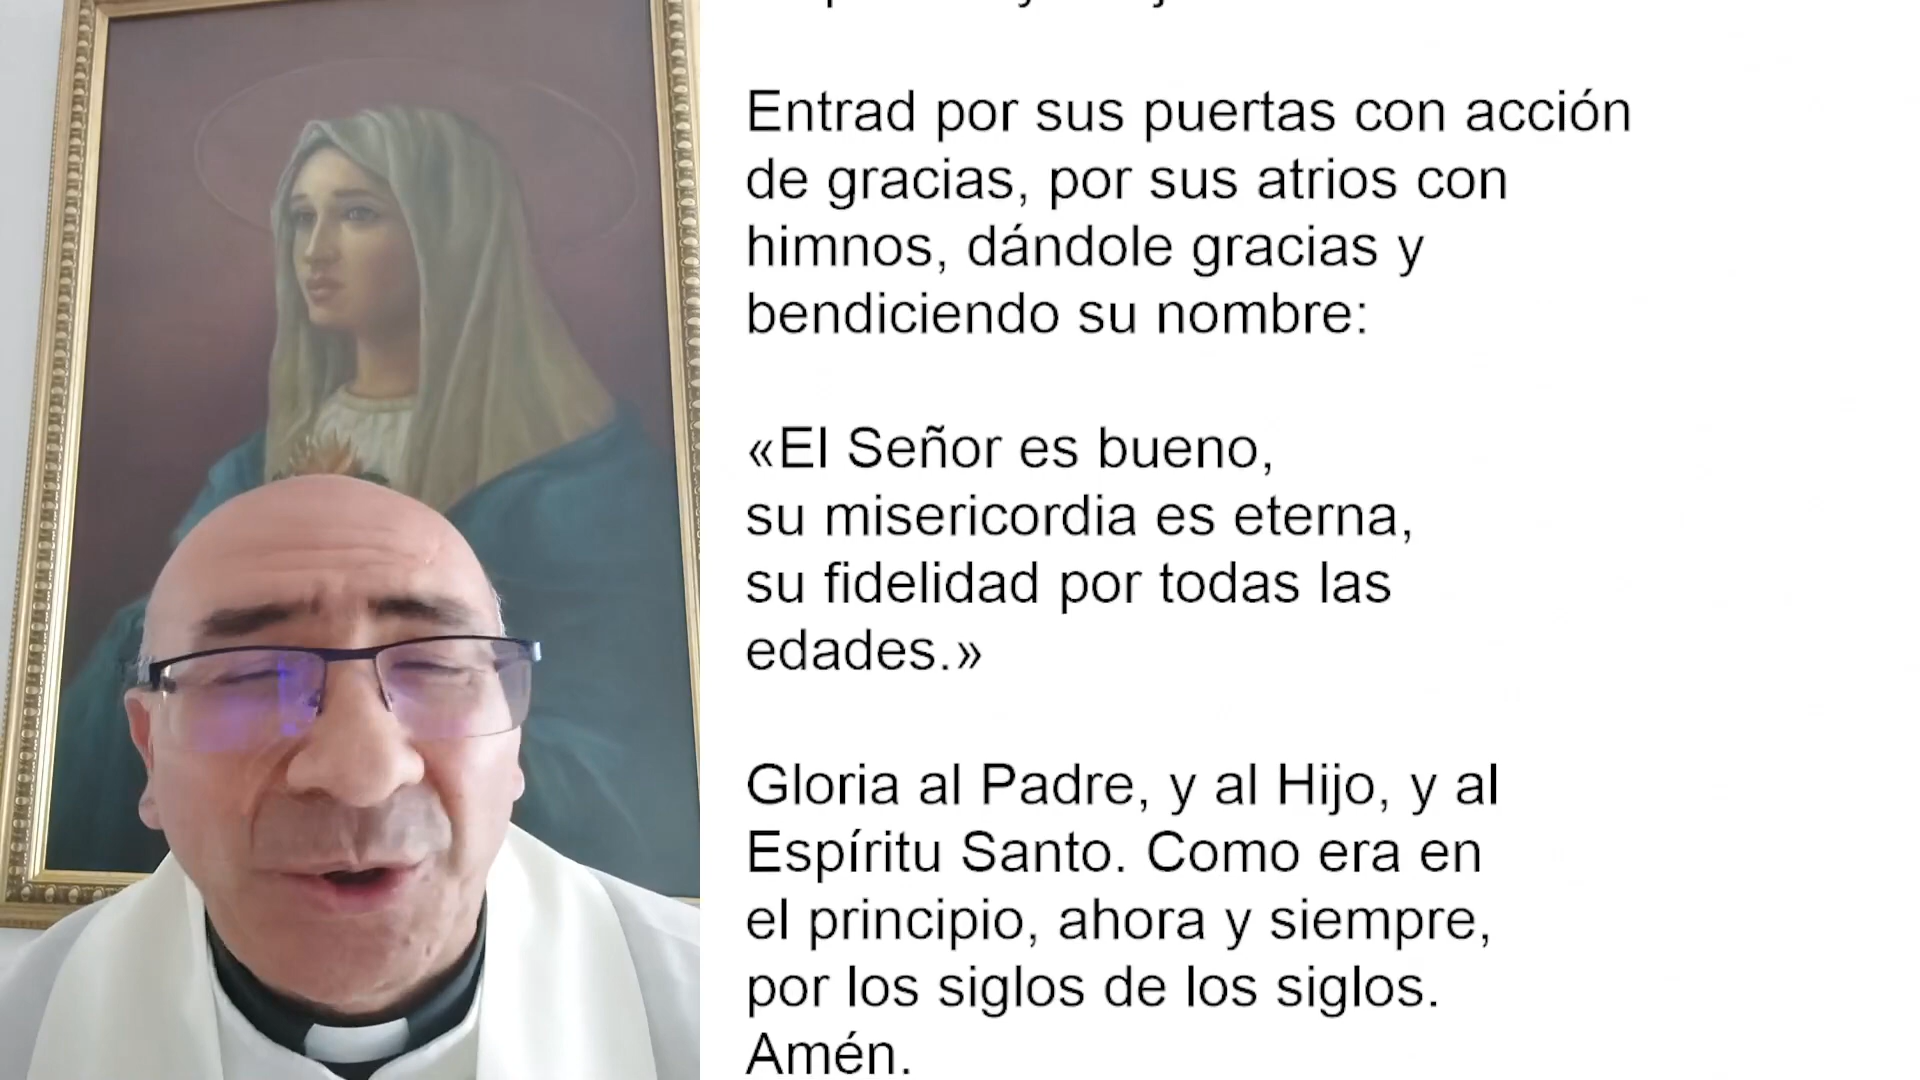 Entrad por sus puertas con acción
de gracias, por sus atrios con
himnos, dándole gracias y
bendiciendo su nombre:
«El Señor es bueno,
su misericordia es eterna,
su fidelidad por todas las
edades.»
Gloria al Padre, y al Hijo, y al
Espíritu Santo. Como era en
el principio, ahora y siempre,
por los siglos de los siglos.
Amén.